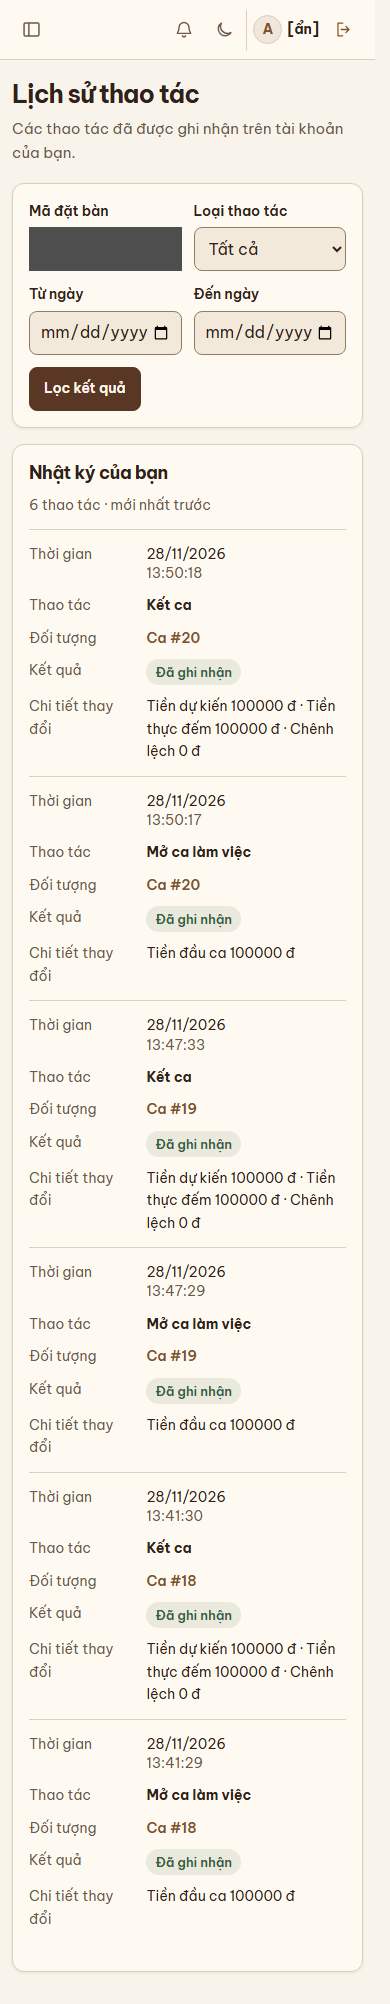 A [ẩn]
Lịch sử thao tác
Các thao tác đã được ghi nhận trên tài khoản
của bạn.
Mã đặt bàn
Loại thao tác
Tất cả
Từ ngày
Đến ngày
mm/dd/yyyy
mm/dd/yyyy
Lọc kết quả
Nhật ký của bạn
6 thao tác · mới nhất trước
Thời gian
28/11/2026
13:50:18
Thao tác
Kết ca
Đối tượng
Ca #20
Kết quả
Đã ghi nhận
Chi tiết thay
đổi
Tiền dự kiến 100000 đ · Tiền
thực đếm 100000 đ · Chênh
lệch 0 đ
Thời gian
28/11/2026
13:50:17
Thao tác
Mở ca làm việc
Đối tượng
Ca #20
Kết quả
Đã ghi nhận
Chi tiết thay
đổi
Tiền đầu ca 100000 đ
Thời gian
28/11/2026
13:47:33
Thao tác
Kết ca
Đối tượng
Ca #19
Kết quả
Đã ghi nhận
Chi tiết thay
đổi
Tiền dự kiến 100000 đ · Tiền
thực đếm 100000 đ · Chênh
lệch 0 đ
Thời gian
28/11/2026
13:47:29
Thao tác
Mở ca làm việc
Đối tượng
Ca #19
Kết quả
Đã ghi nhận
Chi tiết thay
đổi
Tiền đầu ca 100000 đ
Thời gian
28/11/2026
13:41:30
Thao tác
Kết ca
Đối tượng
Ca #18
Kết quả
Đã ghi nhận
Chi tiết thay
đổi
Tiền dự kiến 100000 đ · Tiền
thực đếm 100000 đ · Chênh
lệch 0 đ
Thời gian
28/11/2026
13:41:29
Thao tác
Mở ca làm việc
Đối tượng
Ca #18
Kết quả
Đã ghi nhận
Chi tiết thay
đổi
Tiền đầu ca 100000 đ